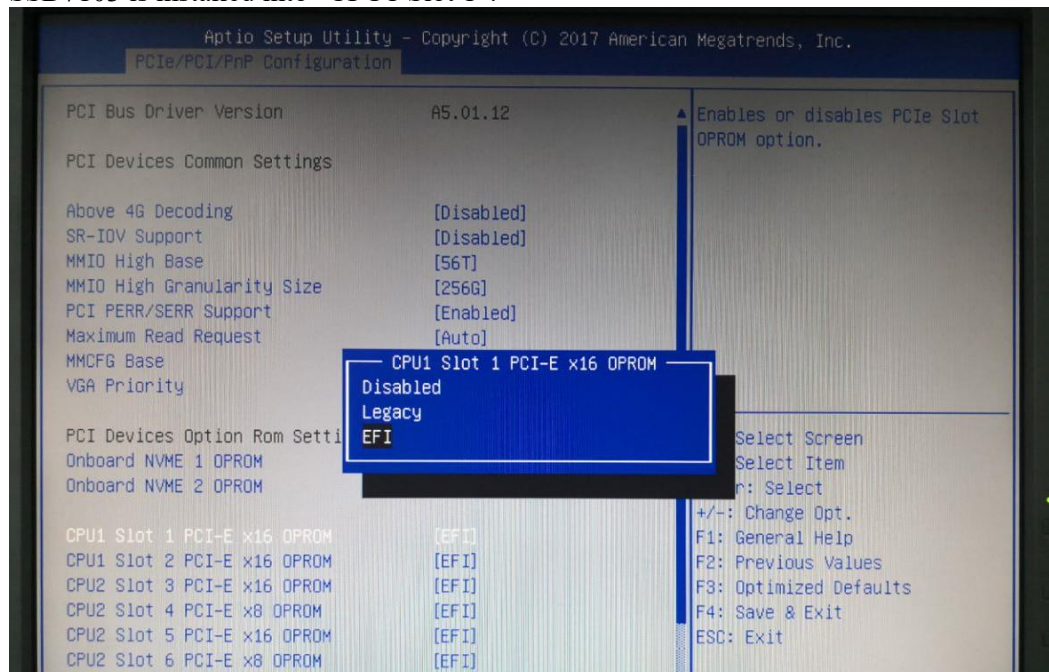 Aptio Setup Utility - Copyright (C) 2017 American Megatrends, Inc.
PCIe/PCI/PnP Configuration
PCI Bus Driver Version A5.01.12
PCI Devices Common Settings
Above 4G Decoding [Disabled]
SR-IOV Support [Disabled]
MMIO High Base [56T]
MMIO High Granularity Size [256G]
PCI PERR/SERR Support [Enabled]
Maximum Read Request [Auto]
MMCFG Base
VGA Priority
PCI Devices Option Rom Setti
Onboard NVME 1 OPROM
Onboard NVME 2 OPROM
CPU1 Slot 1 PCI-E x16 OPROM [EFI]
CPU1 Slot 2 PCI-E x16 OPROM [EFI]
CPU2 Slot 3 PCI-E x16 OPROM [EFI]
CPU2 Slot 4 PCI-E x8 OPROM [EFI]
CPU2 Slot 5 PCI-E x16 OPROM [EFI]
CPU2 Slot 6 PCI-E x8 OPROM [EFI]
CPU1 Slot 1 PCI-E x16 OPROM
Disabled
Legacy
EFI
Enables or disables PCIe Slot
OPROM option.
Select Screen
Select Item
r: Select
+/-: Change Opt.
F1: General Help
F2: Previous Values
F3: Optimized Defaults
F4: Save & Exit
ESC: Exit